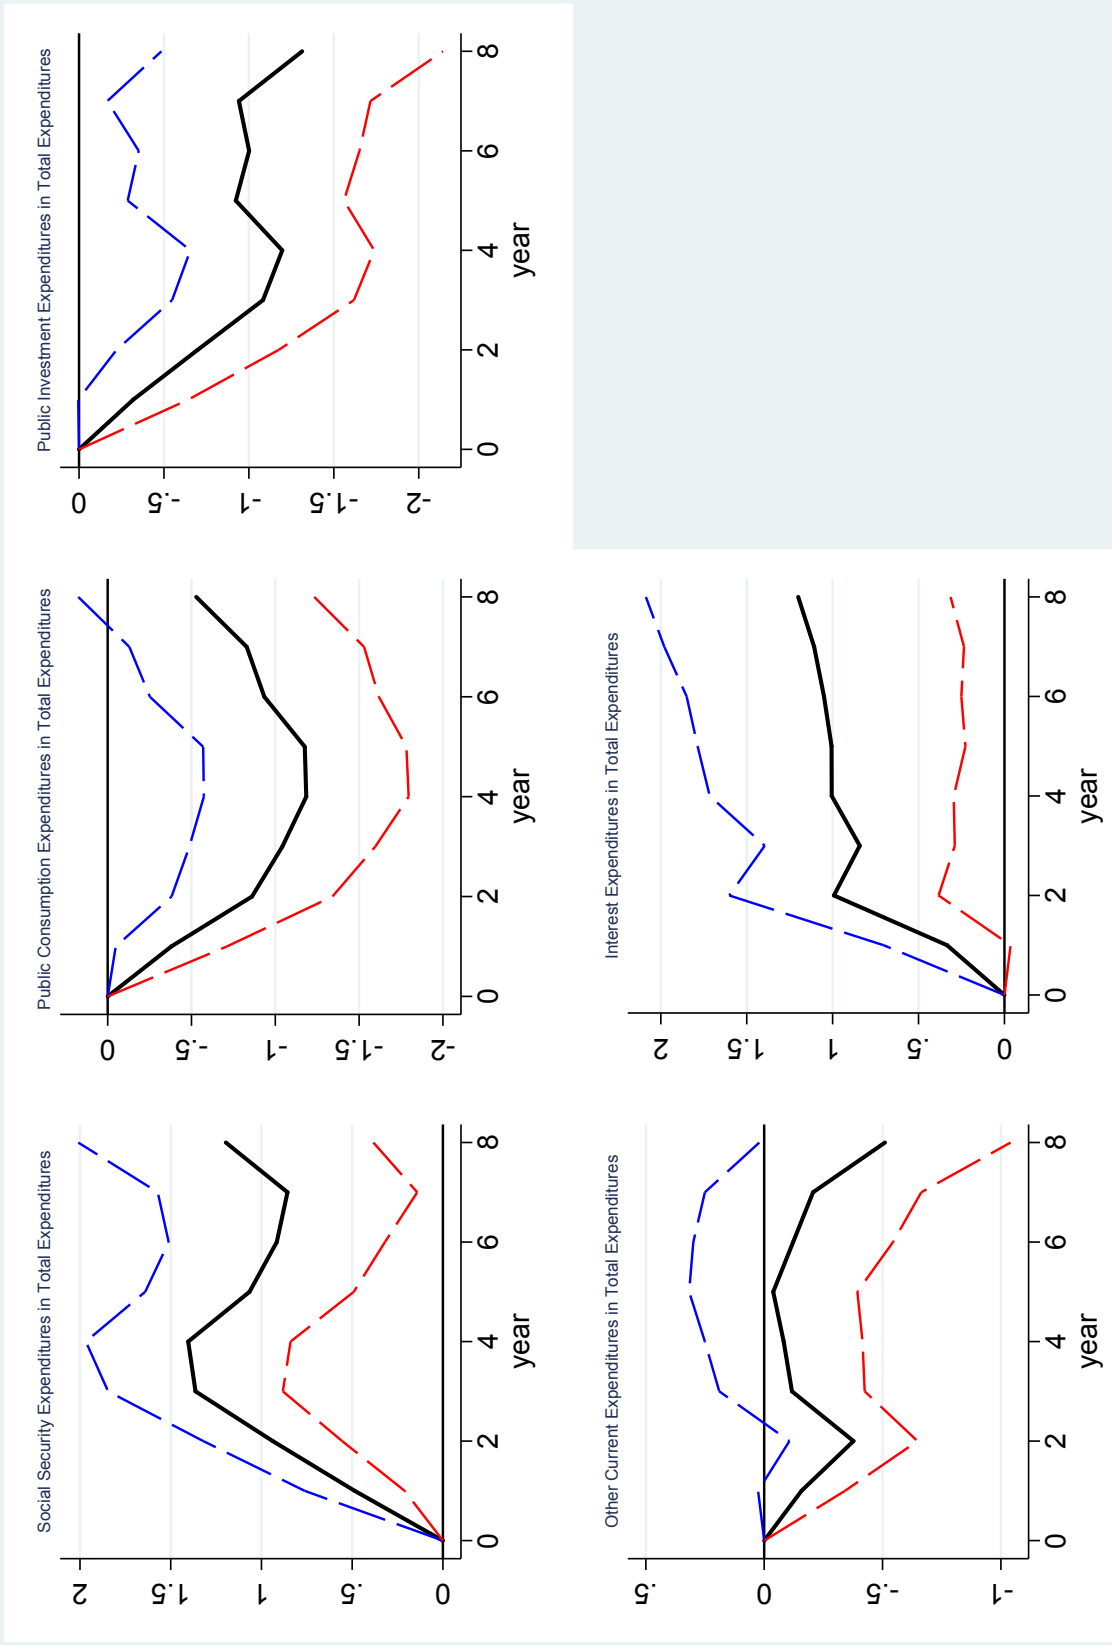 Social Security Expenditures in Total Expenditures
2
1.5
1
.5
0
0 2 4 6 8
year
Public Consumption Expenditures in Total Expenditures
0
-.5
-1
-1.5
-2
0 2 4 6 8
year
Public Investment Expenditures in Total Expenditures
0
-.5
-1
-1.5
-2
0 2 4 6 8
year
Other Current Expenditures in Total Expenditures
.5
0
-.5
-1
0 2 4 6 8
year
Interest Expenditures in Total Expenditures
2
1.5
1
.5
0
0 2 4 6 8
year